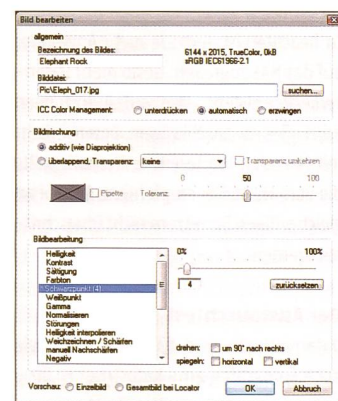 Bild bearbeiten
allgemein
Bezeichnung des Bildes:
6144 x 2015, TrueColor, 0kB
Elephant Rock
sRGB IEC61966-2.1
Bilddatei:
Pic\Eleph_017.jpg
suchen...
ICC Color Management: unterdrücken automatisch erzwingen
Bildmischung
additiv (wie Diaprojektion)
überlappend, Transparenz: keine Transparenz umkehren
0 50 100
Pipette Toleranz:
Bildbearbeitung
Helligkeit 0% 100%
Kontrast
Sättigung
Farbton
Schwarzpunkt (4) 4 zurücksetzen
Weißpunkt
Gamma
Normalisieren
Störungen
Helligkeit interpolieren
Weichzeichnen / Schärfen drehen: um 90° nach rechts
manuell Nachschärfen spiegeln: horizontal vertikal
Negativ
Vorschau: Einzelbild Gesamtbild bei Locator OK Abbruch